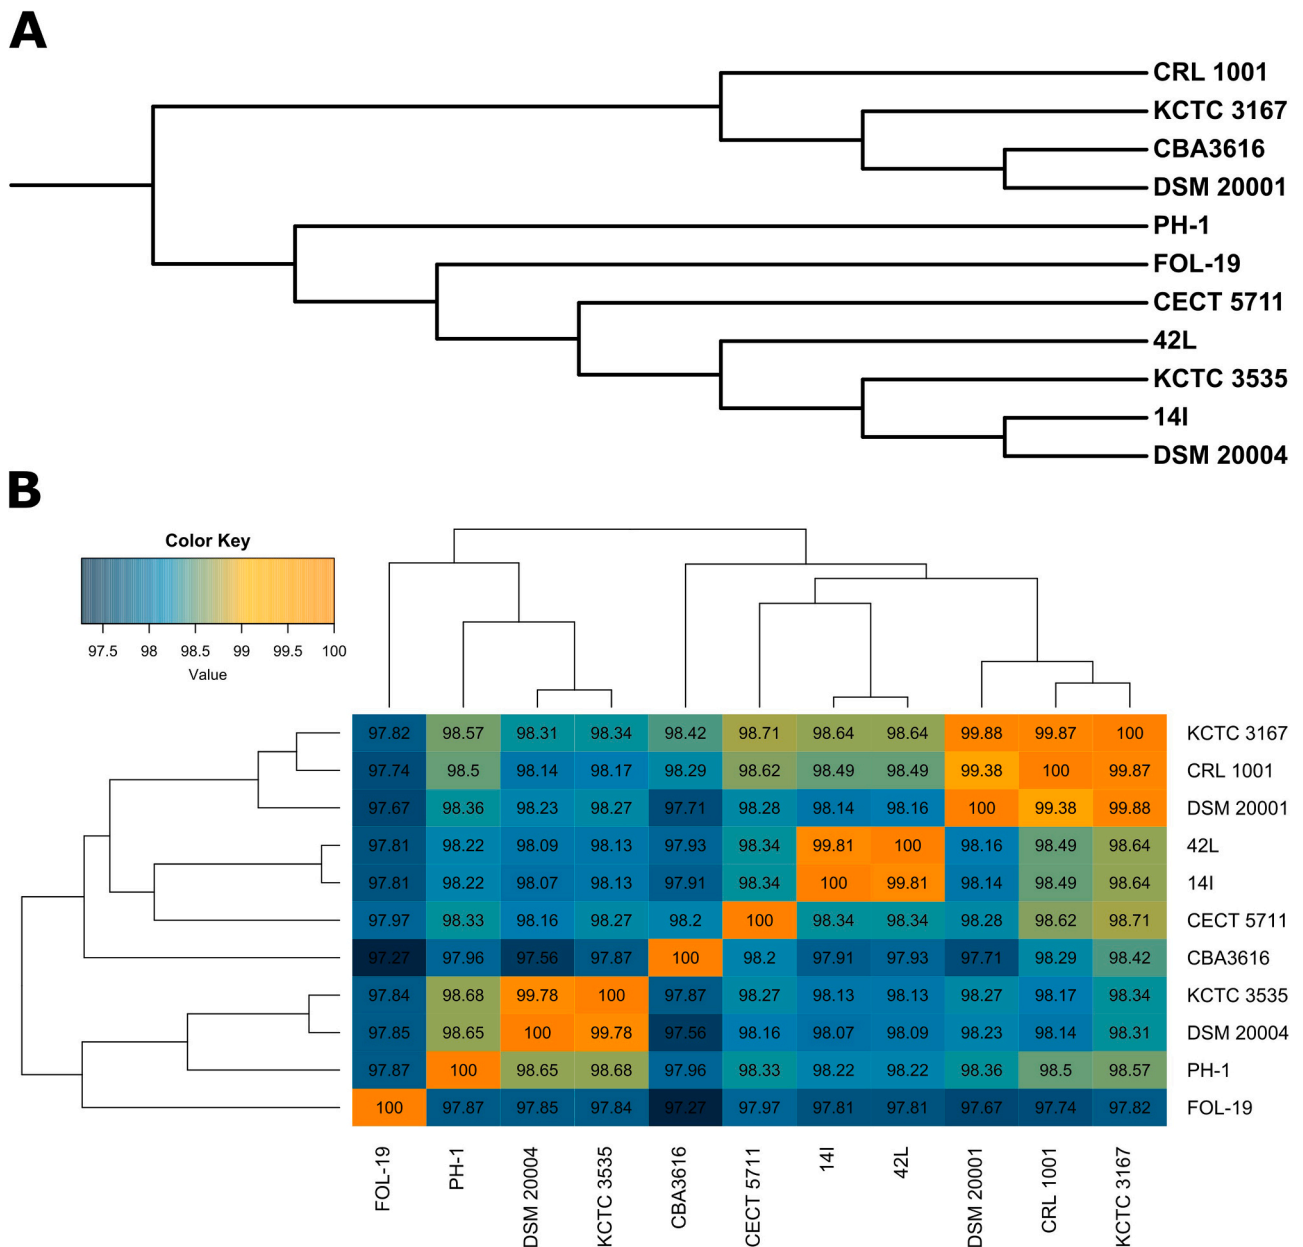 A
CRL 1001
KCTC 3167
CBA3616
DSM 20001
PH-1
FOL-19
CECT 5711
42L
KCTC 3535
14I
DSM 20004
B
Color Key
97.5 98 98.5 99 99.5 100
Value
97.82 98.57 98.31 98.34 98.42 98.71 98.64 98.64 99.88 99.87 100 KCTC 3167
97.74 98.5 98.14 98.17 98.29 98.62 98.49 98.49 99.38 100 99.87 CRL 1001
97.67 98.36 98.23 98.27 97.71 98.28 98.14 98.16 100 99.38 99.88 DSM 20001
97.81 98.22 98.09 98.13 97.93 98.34 99.81 100 98.16 98.49 98.64 42L
97.81 98.22 98.07 98.13 97.91 98.34 100 99.81 98.14 98.49 98.64 14I
97.97 98.33 98.16 98.27 98.2 100 98.34 98.34 98.28 98.62 98.71 CECT 5711
97.27 97.96 97.56 97.87 100 98.2 97.91 97.93 97.71 98.29 98.42 CBA3616
97.84 98.68 99.78 100 97.87 98.27 98.13 98.13 98.27 98.17 98.34 KCTC 3535
97.85 98.65 100 99.78 97.56 98.16 98.07 98.09 98.23 98.14 98.31 DSM 20004
97.87 100 98.65 98.68 97.96 98.33 98.22 98.22 98.36 98.5 98.57 PH-1
100 97.87 97.85 97.84 97.27 97.97 97.81 97.81 97.67 97.74 97.82 FOL-19
FOL-19 PH-1 DSM 20004 KCTC 3535 CBA3616 CECT 5711 14I 42L DSM 20001 CRL 1001 KCTC 3167